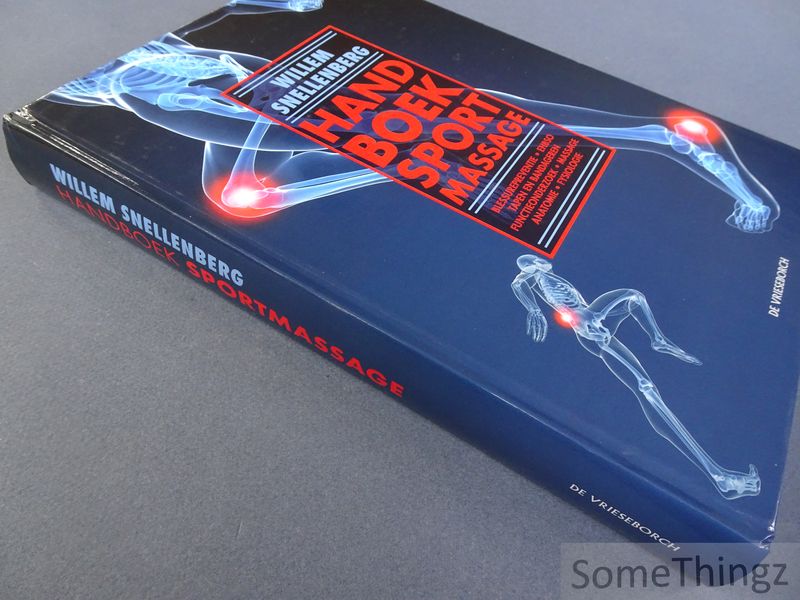 WILLEM
SNELLENBERG
HAND
BOEK
SPORT
MASSAGE
BLESSUREPREVENTIE • EHBSO
TAPEN EN BANDAGEREN
FUNCTIEONDERZOEK • MASSAGE
ANATOMIE • FYSIOLOGIE
DE VRIESEBORCH
WILLEM SNELLENBERG
HANDBOEK SPORTMASSAGE
DE VRIESEBORCH
SomeThingz